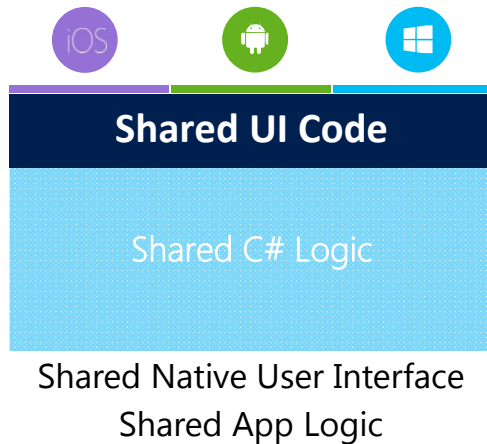 iOS
Shared UI Code
Shared C# Logic
Shared Native User Interface
Shared App Logic